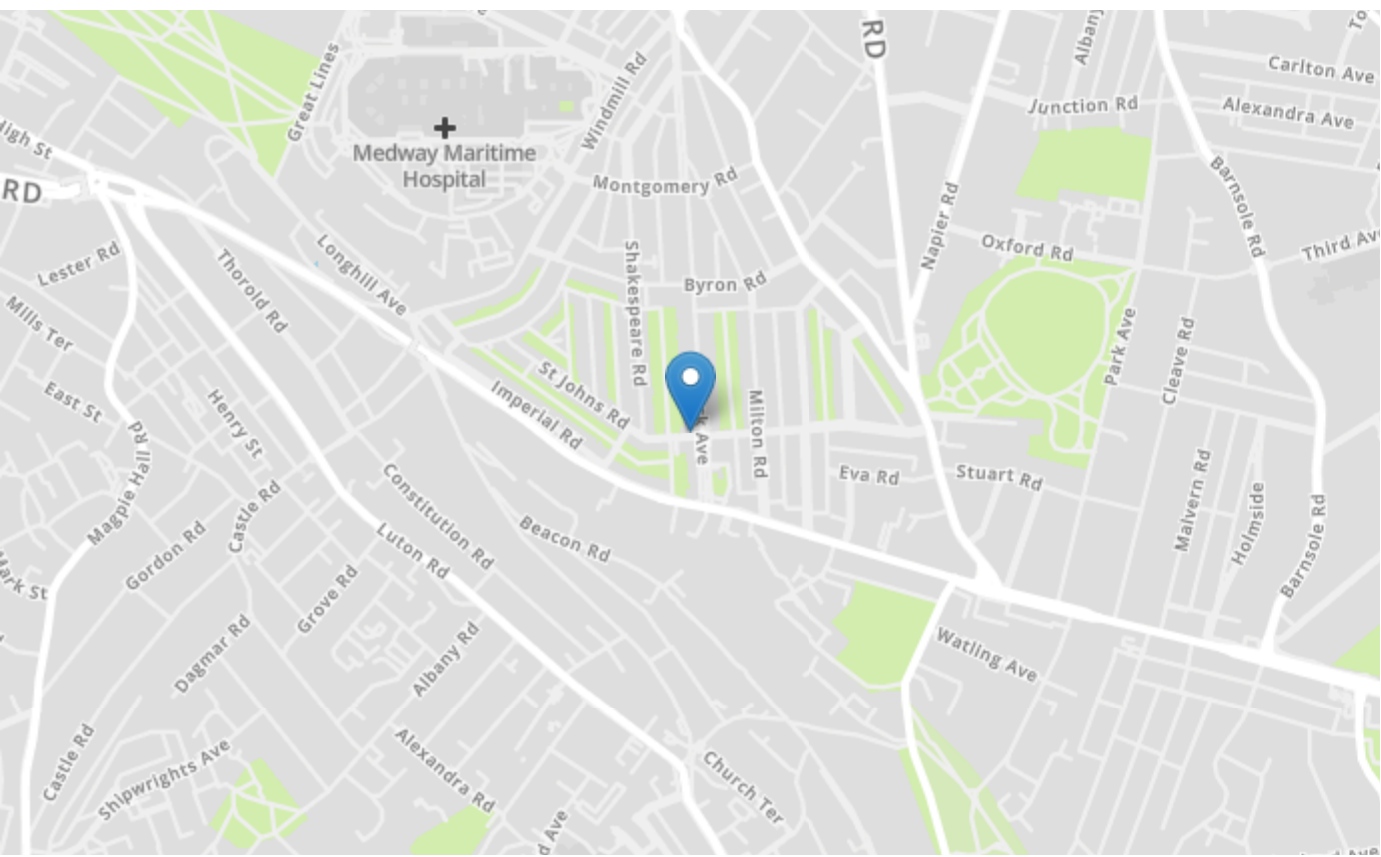 RD
Albany
To
Carlton Ave
Great Lines
Windmill Rd
Junction Rd
Alexandra Ave
High St
Medway Maritime
Hospital
RD
Montgomery Rd
Napier Rd
Barnsole Rd
Lester Rd
Longhill Ave
Thorold Rd
Shakespeare Rd
Byron Rd
Oxford Rd
Third Av
Mills Ter
St Johns Rd
Park Ave
Cleave Rd
East St
Henry St
Imperial Rd
k Ave
Milton Rd
Magpie Hall Rd
Castle Rd
Constitution Rd
Eva Rd
Stuart Rd
Malvern Rd
Holmside
Barnsole Rd
Gordon Rd
Luton Rd
Beacon Rd
Mark St
Grove Rd
Dagmar Rd
Albany Rd
Watling Ave
Castle Rd
Shipwrights Ave
Alexandra Rd
Church Ter
d Ave